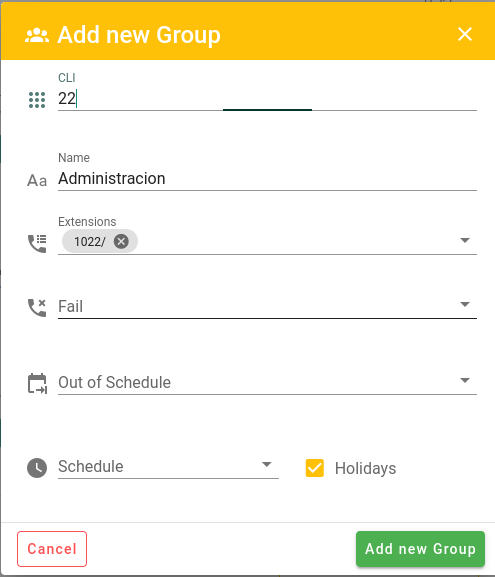 Add new Group
CLI
22
Name
Aa Administracion
Extensions
1022/
Fail
Out of Schedule
Schedule Holidays
Cancel Add new Group